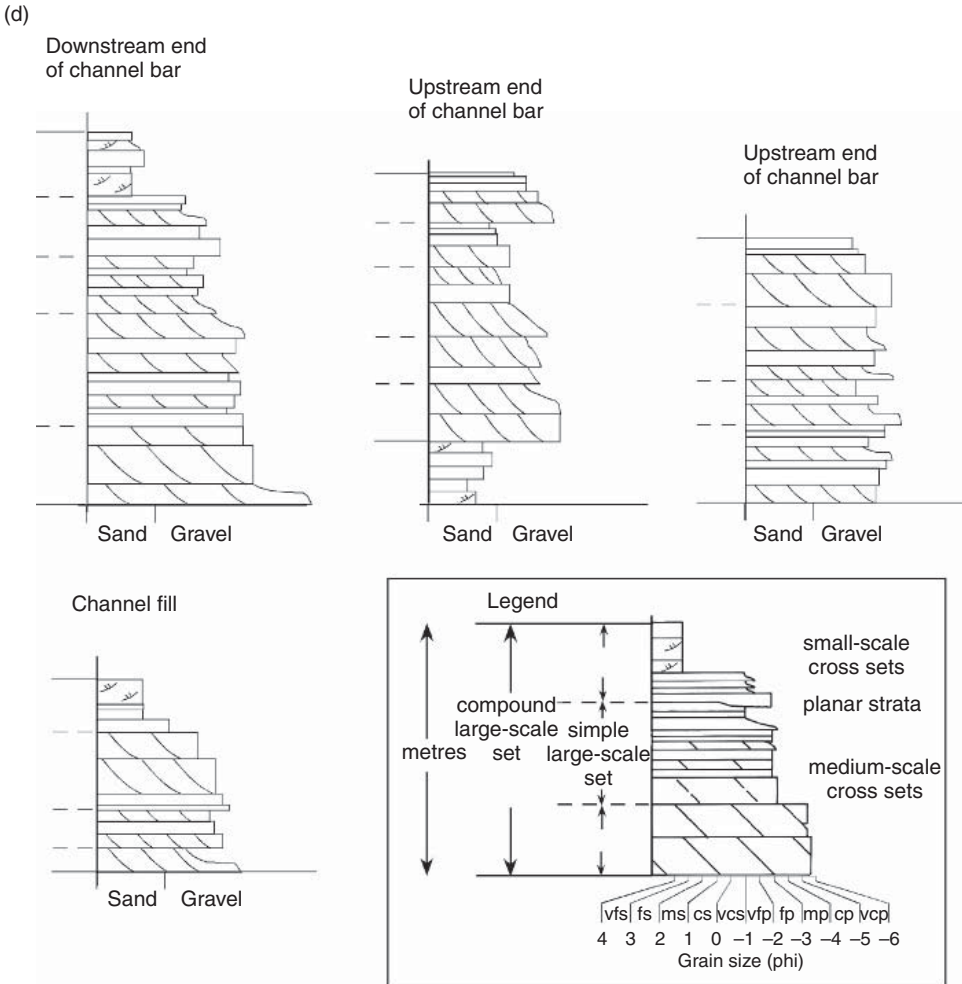 (d)
Downstream end
of channel bar
Upstream end
of channel bar
Upstream end
of channel bar
Sand Gravel
Sand Gravel
Sand Gravel
Channel fill
Sand Gravel
Legend
metres
compound
large-scale
set
simple
large-scale
set
small-scale
cross sets
planar strata
medium-scale
cross sets
vfs fs ms cs vcs vfp fp mp cp vcp
4 3 2 1 0 –1 –2 –3 –4 –5 –6
Grain size (phi)